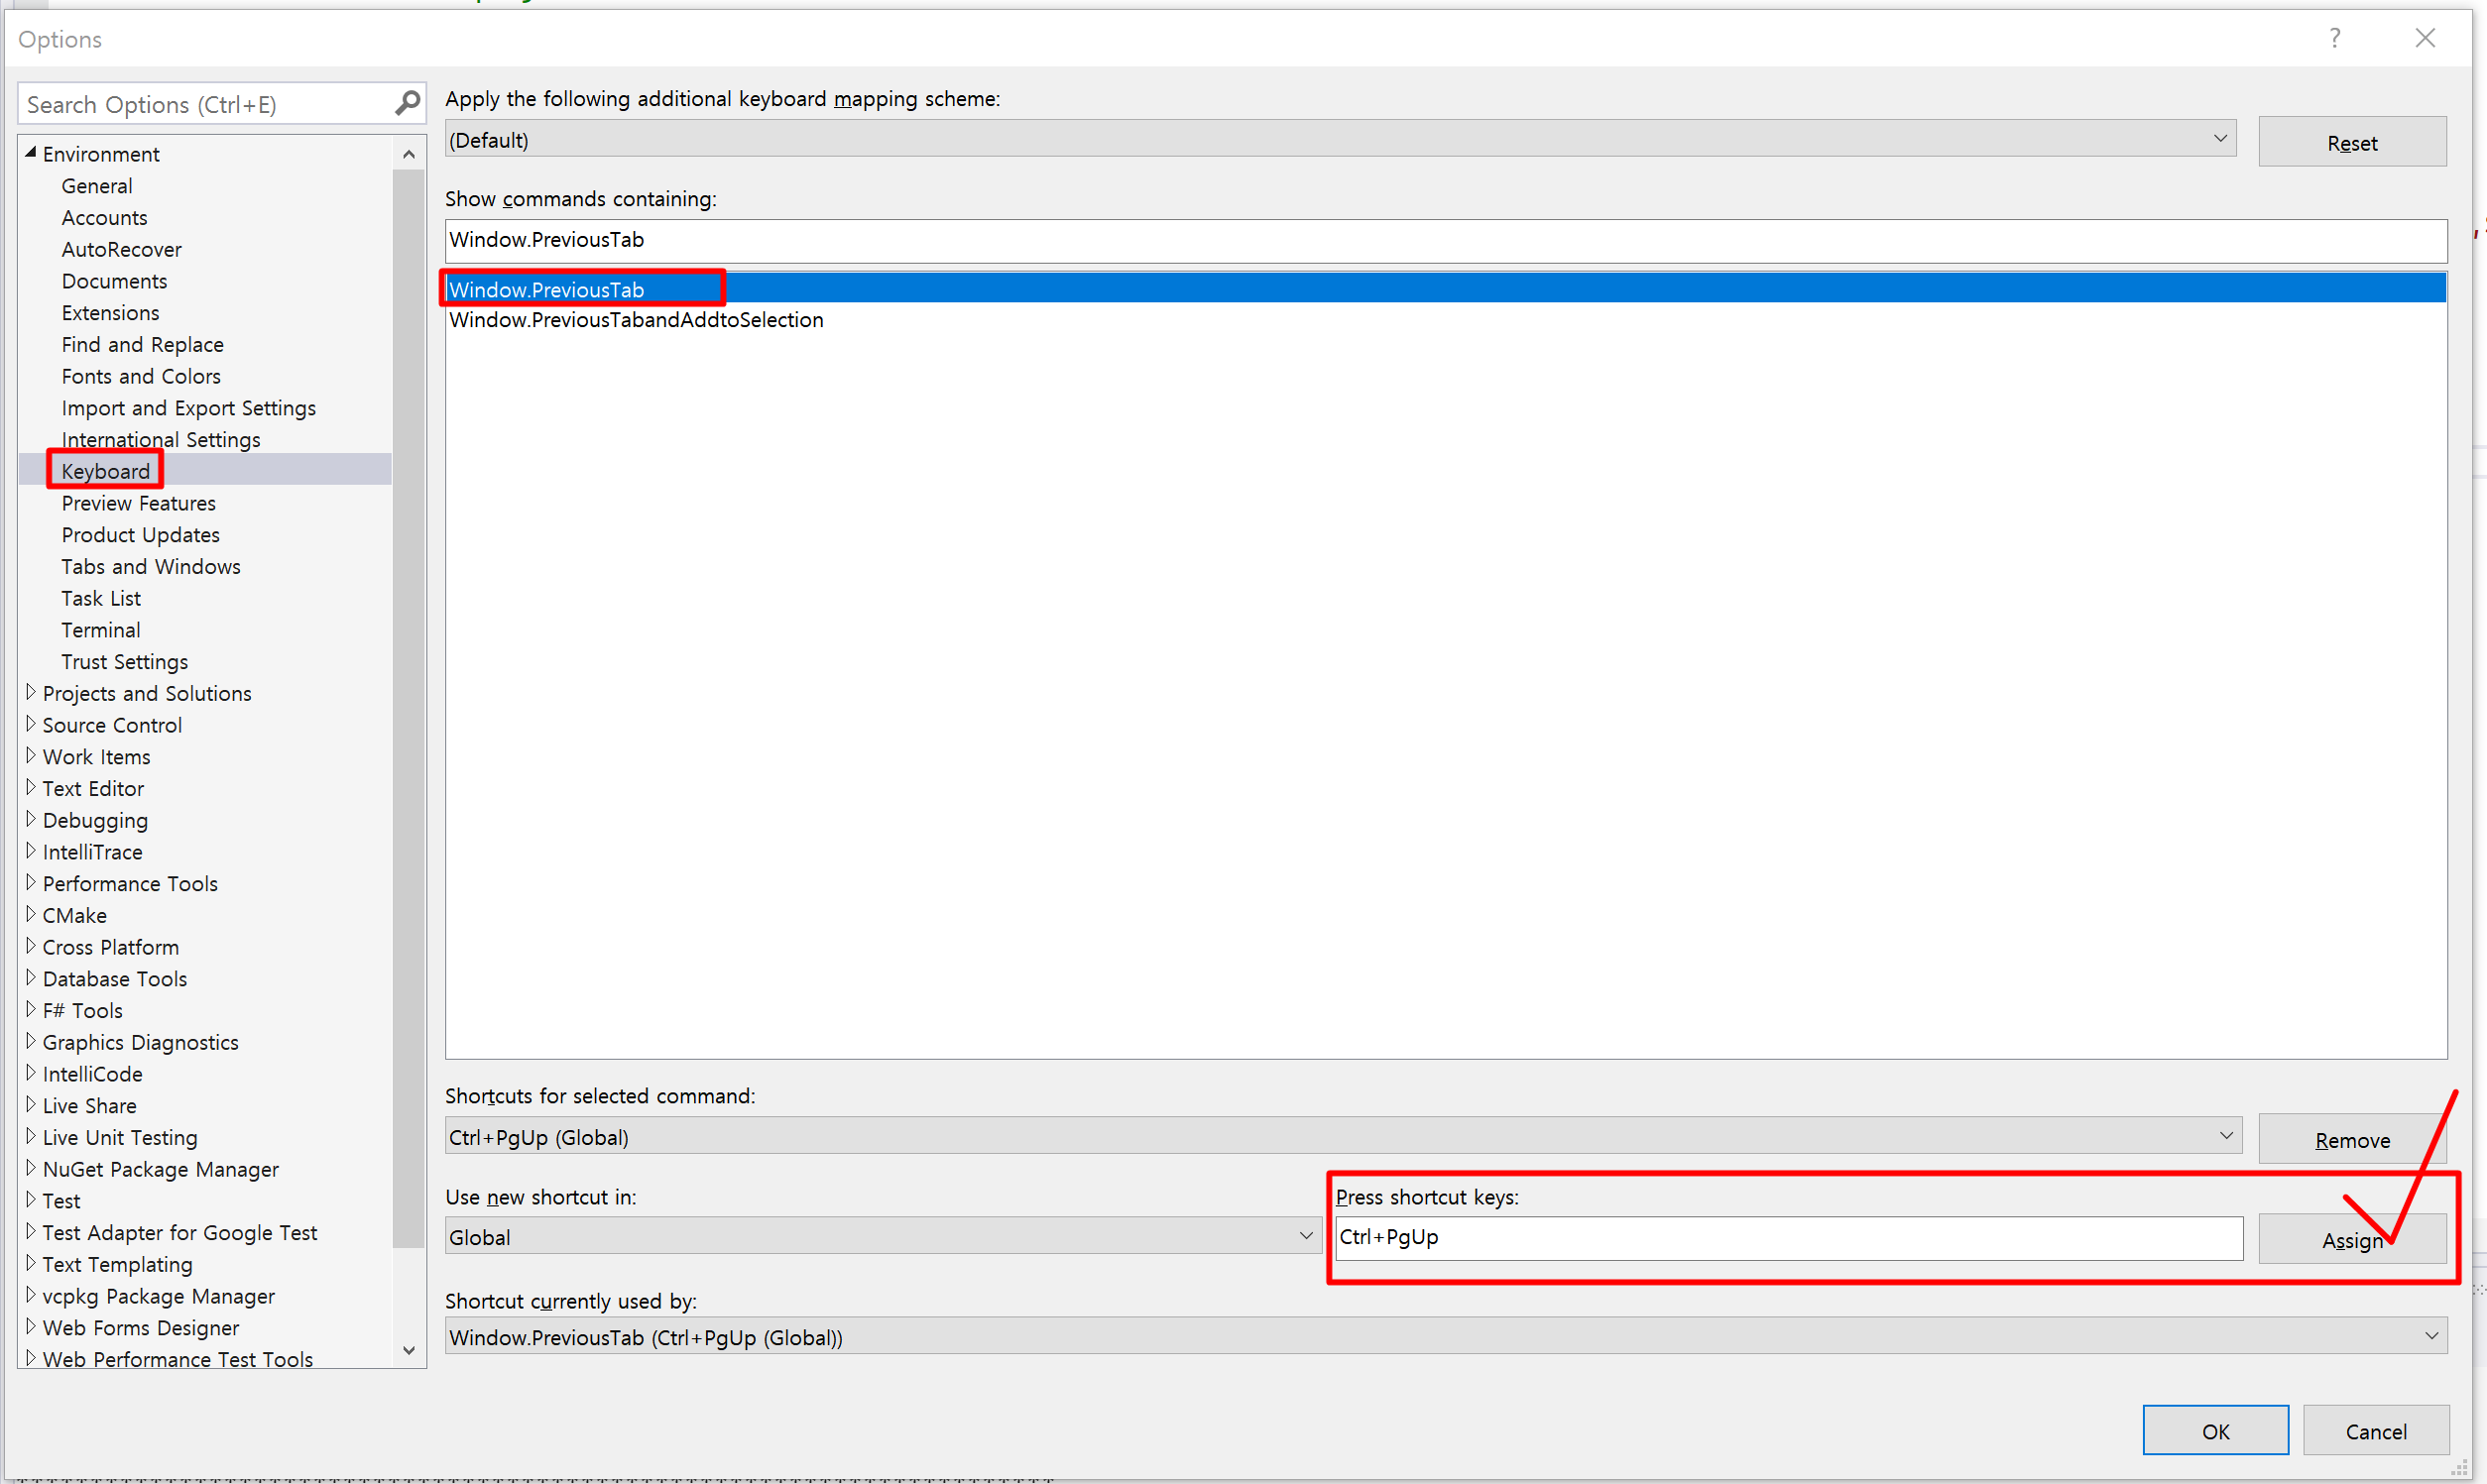 Options
?
Search Options (Ctrl+E)
Environment
General
Accounts
AutoRecover
Documents
Extensions
Find and Replace
Fonts and Colors
Import and Export Settings
International Settings
Keyboard
Preview Features
Product Updates
Tabs and Windows
Task List
Terminal
Trust Settings
Projects and Solutions
Source Control
Work Items
Text Editor
Debugging
IntelliTrace
Performance Tools
CMake
Cross Platform
Database Tools
F# Tools
Graphics Diagnostics
IntelliCode
Live Share
Live Unit Testing
NuGet Package Manager
Test
Test Adapter for Google Test
Text Templating
vcpkg Package Manager
Web Forms Designer
Web Performance Test Tools
Apply the following additional keyboard mapping scheme:
(Default)
Reset
Show commands containing:
Window.PreviousTab
Window.PreviousTab
Window.PreviousTabandAddtoSelection
Shortcuts for selected command:
Ctrl+PgUp (Global)
Remove
Use new shortcut in:
Global
Press shortcut keys:
Ctrl+PgUp
Assign
Shortcut currently used by:
Window.PreviousTab (Ctrl+PgUp (Global))
OK
Cancel